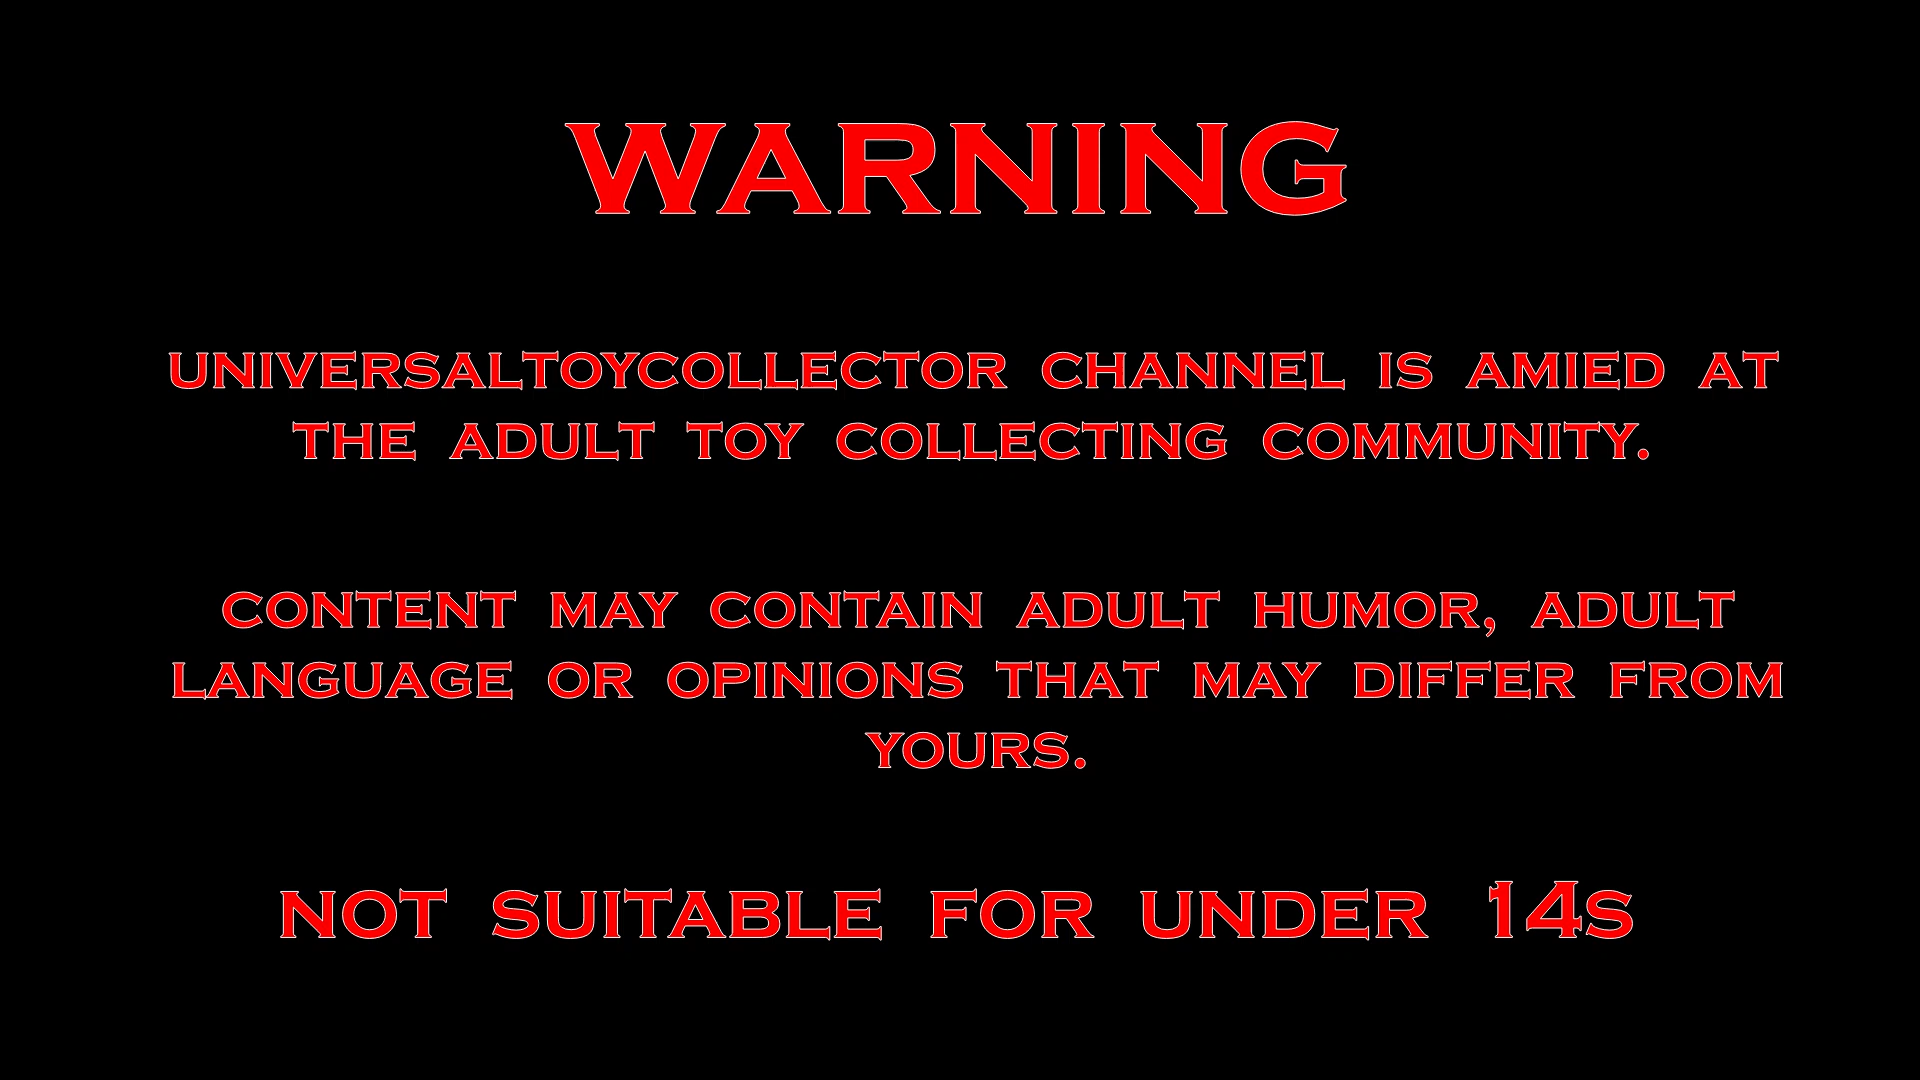 WARNING
UNIVERSALTOYCOLLECTOR CHANNEL IS AMIED AT
THE ADULT TOY COLLECTING COMMUNITY.
CONTENT MAY CONTAIN ADULT HUMOR, ADULT
LANGUAGE OR OPINIONS THAT MAY DIFFER FROM
YOURS.
NOT SUITABLE FOR UNDER 14S